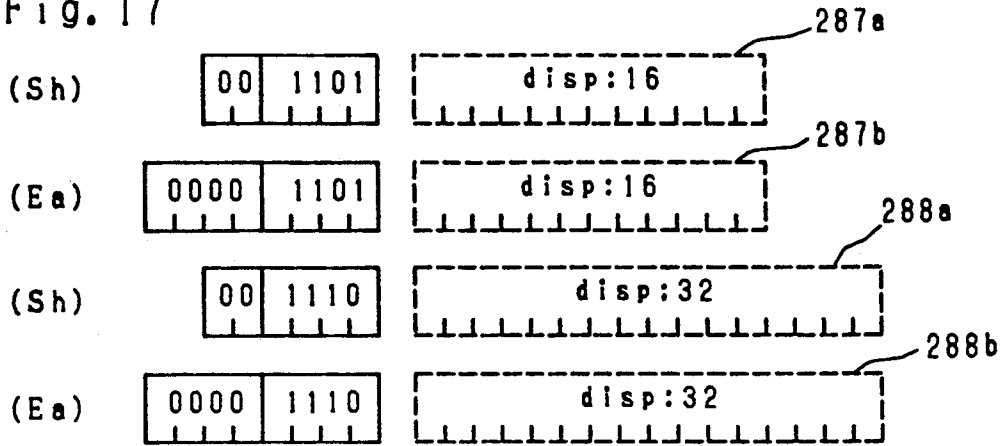 Fig. 17
287a
(Sh) 00 1101 disp:16
287b
(Ea) 0000 1101 disp:16
288a
(Sh) 00 1110 disp:32
288b
(Ea) 0000 1110 disp:32